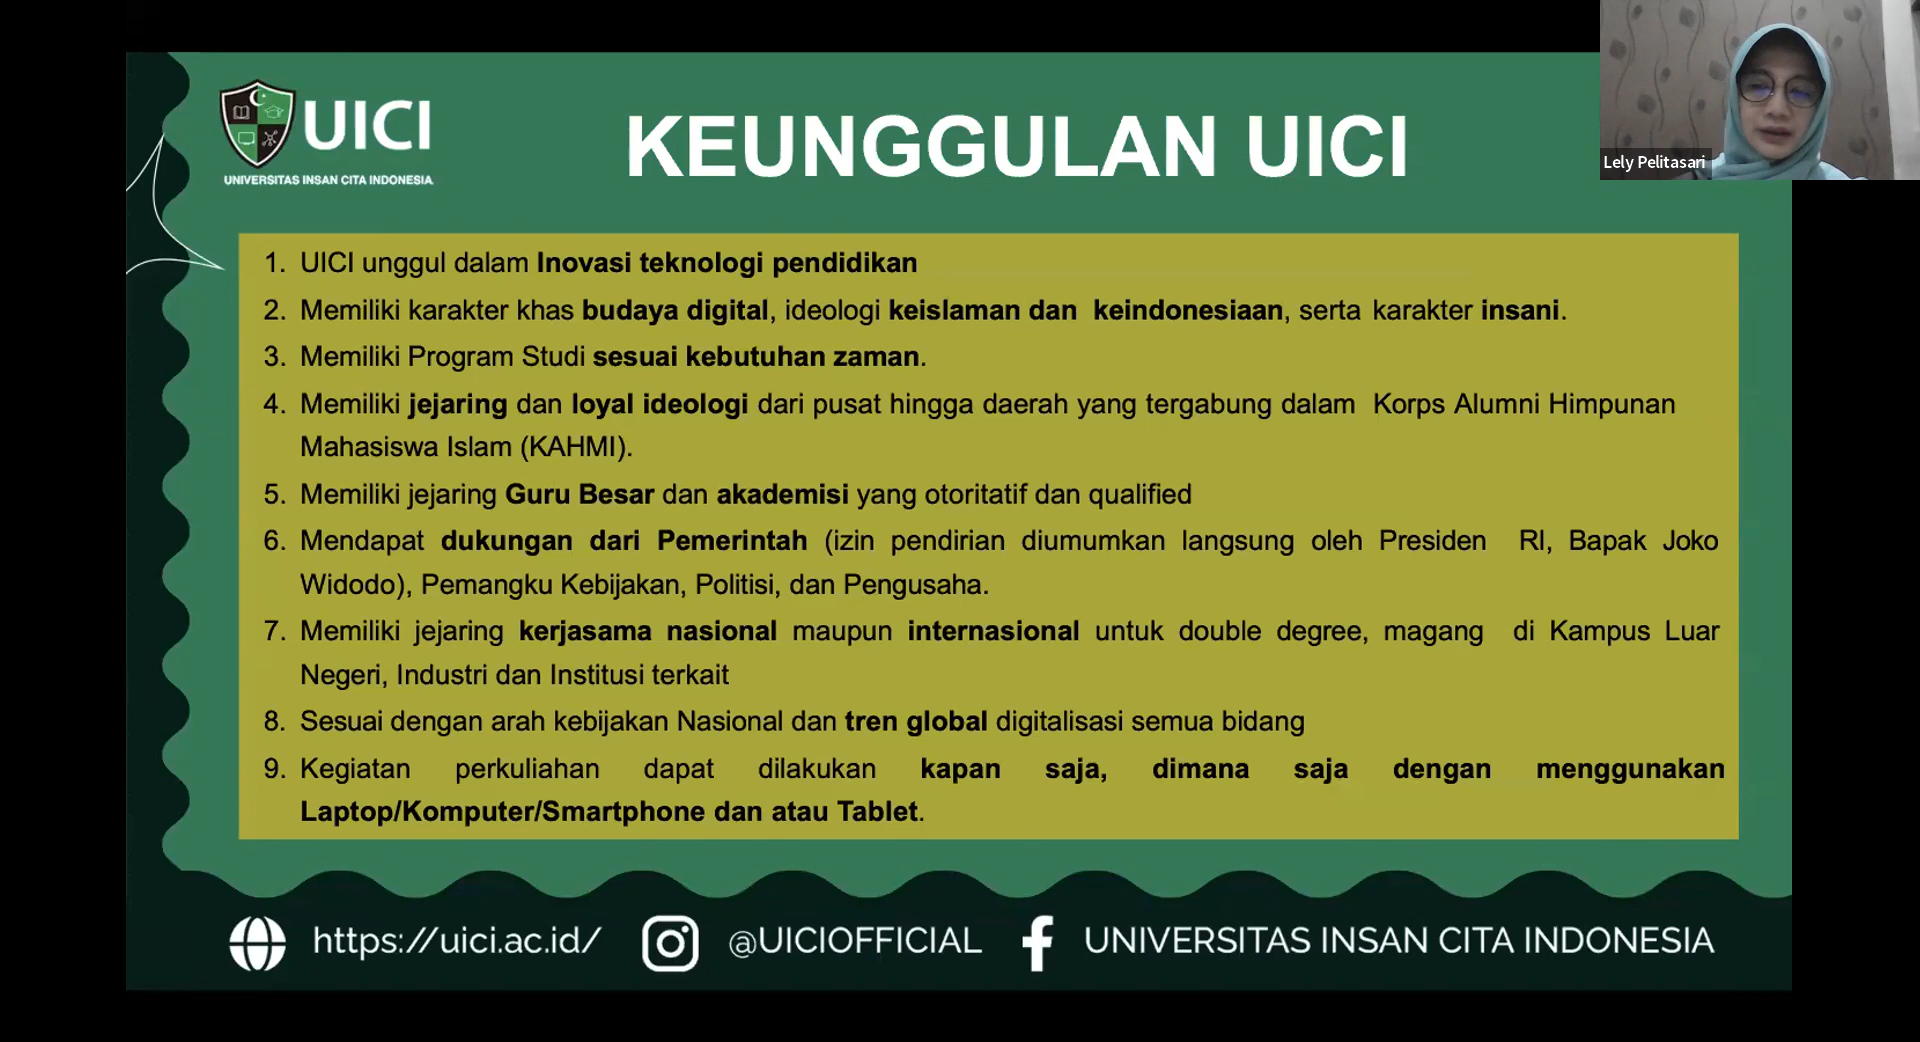 UICI
UNIVERSITAS INSAN CITA INDONESIA
KEUNGGULAN UICI
Lely Pelitasari
1. UICI unggul dalam Inovasi teknologi pendidikan
2. Memiliki karakter khas budaya digital, ideologi keislaman dan keindonesiaan, serta karakter insani.
3. Memiliki Program Studi sesuai kebutuhan zaman.
4. Memiliki jejaring dan loyal ideologi dari pusat hingga daerah yang tergabung dalam Korps Alumni Himpunan
Mahasiswa Islam (KAHMI).
5. Memiliki jejaring Guru Besar dan akademisi yang otoritatif dan qualified
6. Mendapat dukungan dari Pemerintah (izin pendirian diumumkan langsung oleh Presiden RI, Bapak Joko
Widodo), Pemangku Kebijakan, Politisi, dan Pengusaha.
7. Memiliki jejaring kerjasama nasional maupun internasional untuk double degree, magang di Kampus Luar
Negeri, Industri dan Institusi terkait
8. Sesuai dengan arah kebijakan Nasional dan tren global digitalisasi semua bidang
9. Kegiatan perkuliahan dapat dilakukan kapan saja, dimana saja dengan menggunakan
Laptop/Komputer/Smartphone dan atau Tablet.
https://uici.ac.id/ @UICIOFFICIAL UNIVERSITAS INSAN CITA INDONESIA